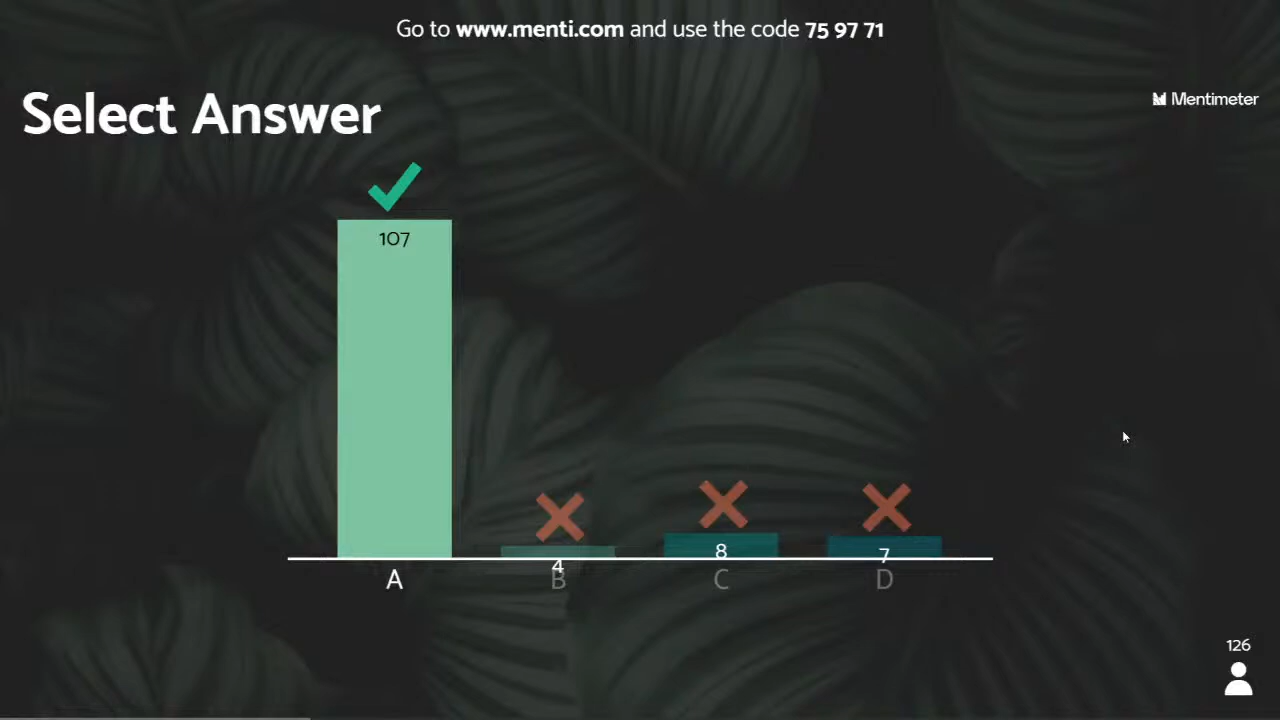 Go to www.menti.com and use the code 75 97 71
Select Answer
Mentimeter
107
4
8
7
A
B
C
D
126